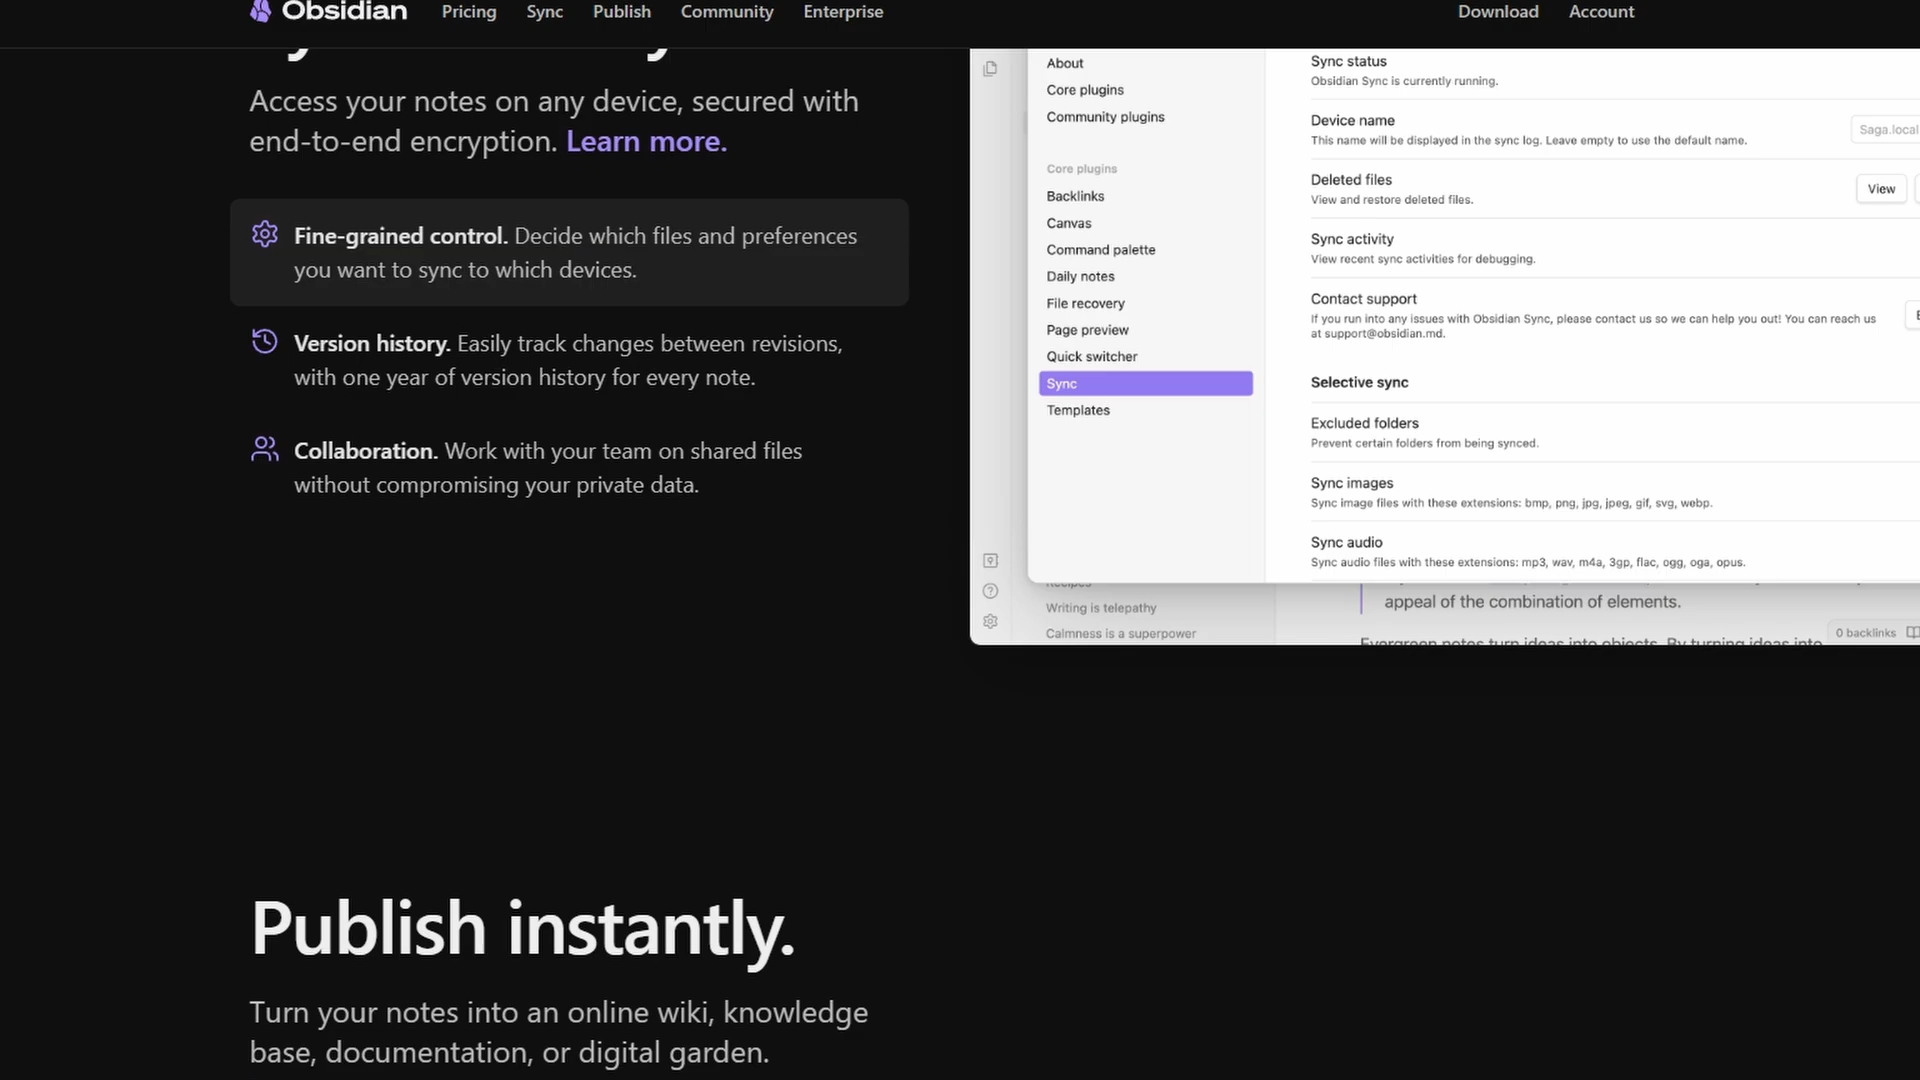 Obsidian Pricing Sync Publish Community Enterprise Download Account
Access your notes on any device, secured with
end-to-end encryption. Learn more.
Fine-grained control. Decide which files and preferences
you want to sync to which devices.
Version history. Easily track changes between revisions,
with one year of version history for every note.
Collaboration. Work with your team on shared files
without compromising your private data.
About
Core plugins
Community plugins
Core plugins
Backlinks
Canvas
Command palette
Daily notes
File recovery
Page preview
Quick switcher
Sync
Templates
Sync status
Obsidian Sync is currently running.
Device name
This name will be displayed in the sync log. Leave empty to use the default name.
Saga.local
Deleted files
View and restore deleted files.
View
Sync activity
View recent sync activities for debugging.
Contact support
If you run into any issues with Obsidian Sync, please contact us so we can help you out! You can reach us
at support@obsidian.md.
Selective sync
Excluded folders
Prevent certain folders from being synced.
Sync images
Sync image files with these extensions: bmp, png, jpg, jpeg, gif, svg, webp.
Sync audio
Sync audio files with these extensions: mp3, wav, m4a, 3gp, flac, ogg, oga, opus.
Recipes
Writing is telepathy
Calmness is a superpower
appeal of the combination of elements.
Evergreen notes turn ideas into objects. By turning ideas into
0 backlinks
Publish instantly.
Turn your notes into an online wiki, knowledge
base, documentation, or digital garden.